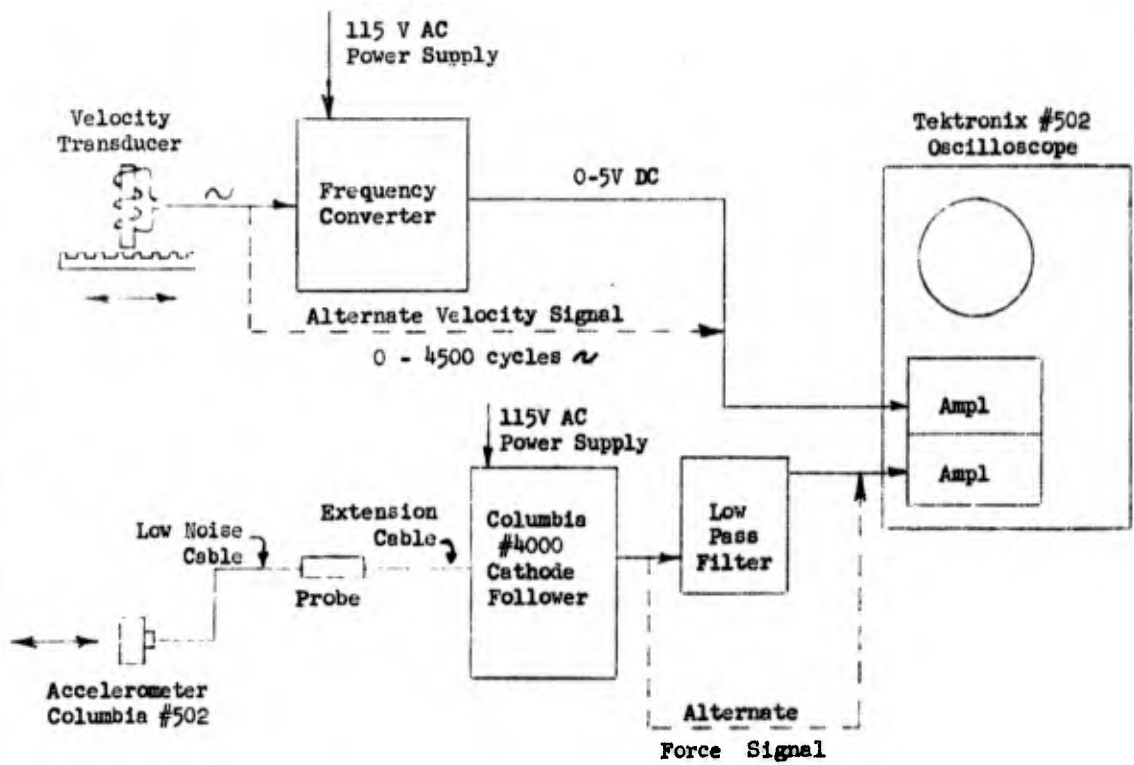 115 V AC
Power Supply
Velocity
Transducer
Tektronix #502
Oscilloscope
Frequency
Converter
0-5V DC
~
Alternate Velocity Signal
0 - 4500 cycles ~
Ampl
Ampl
115V AC
Power Supply
Low Noise
Cable
Extension
Cable
Probe
Columbia
#4000
Cathode
Follower
Low
Pass
Filter
Accelerometer
Columbia #502
Alternate
Force Signal